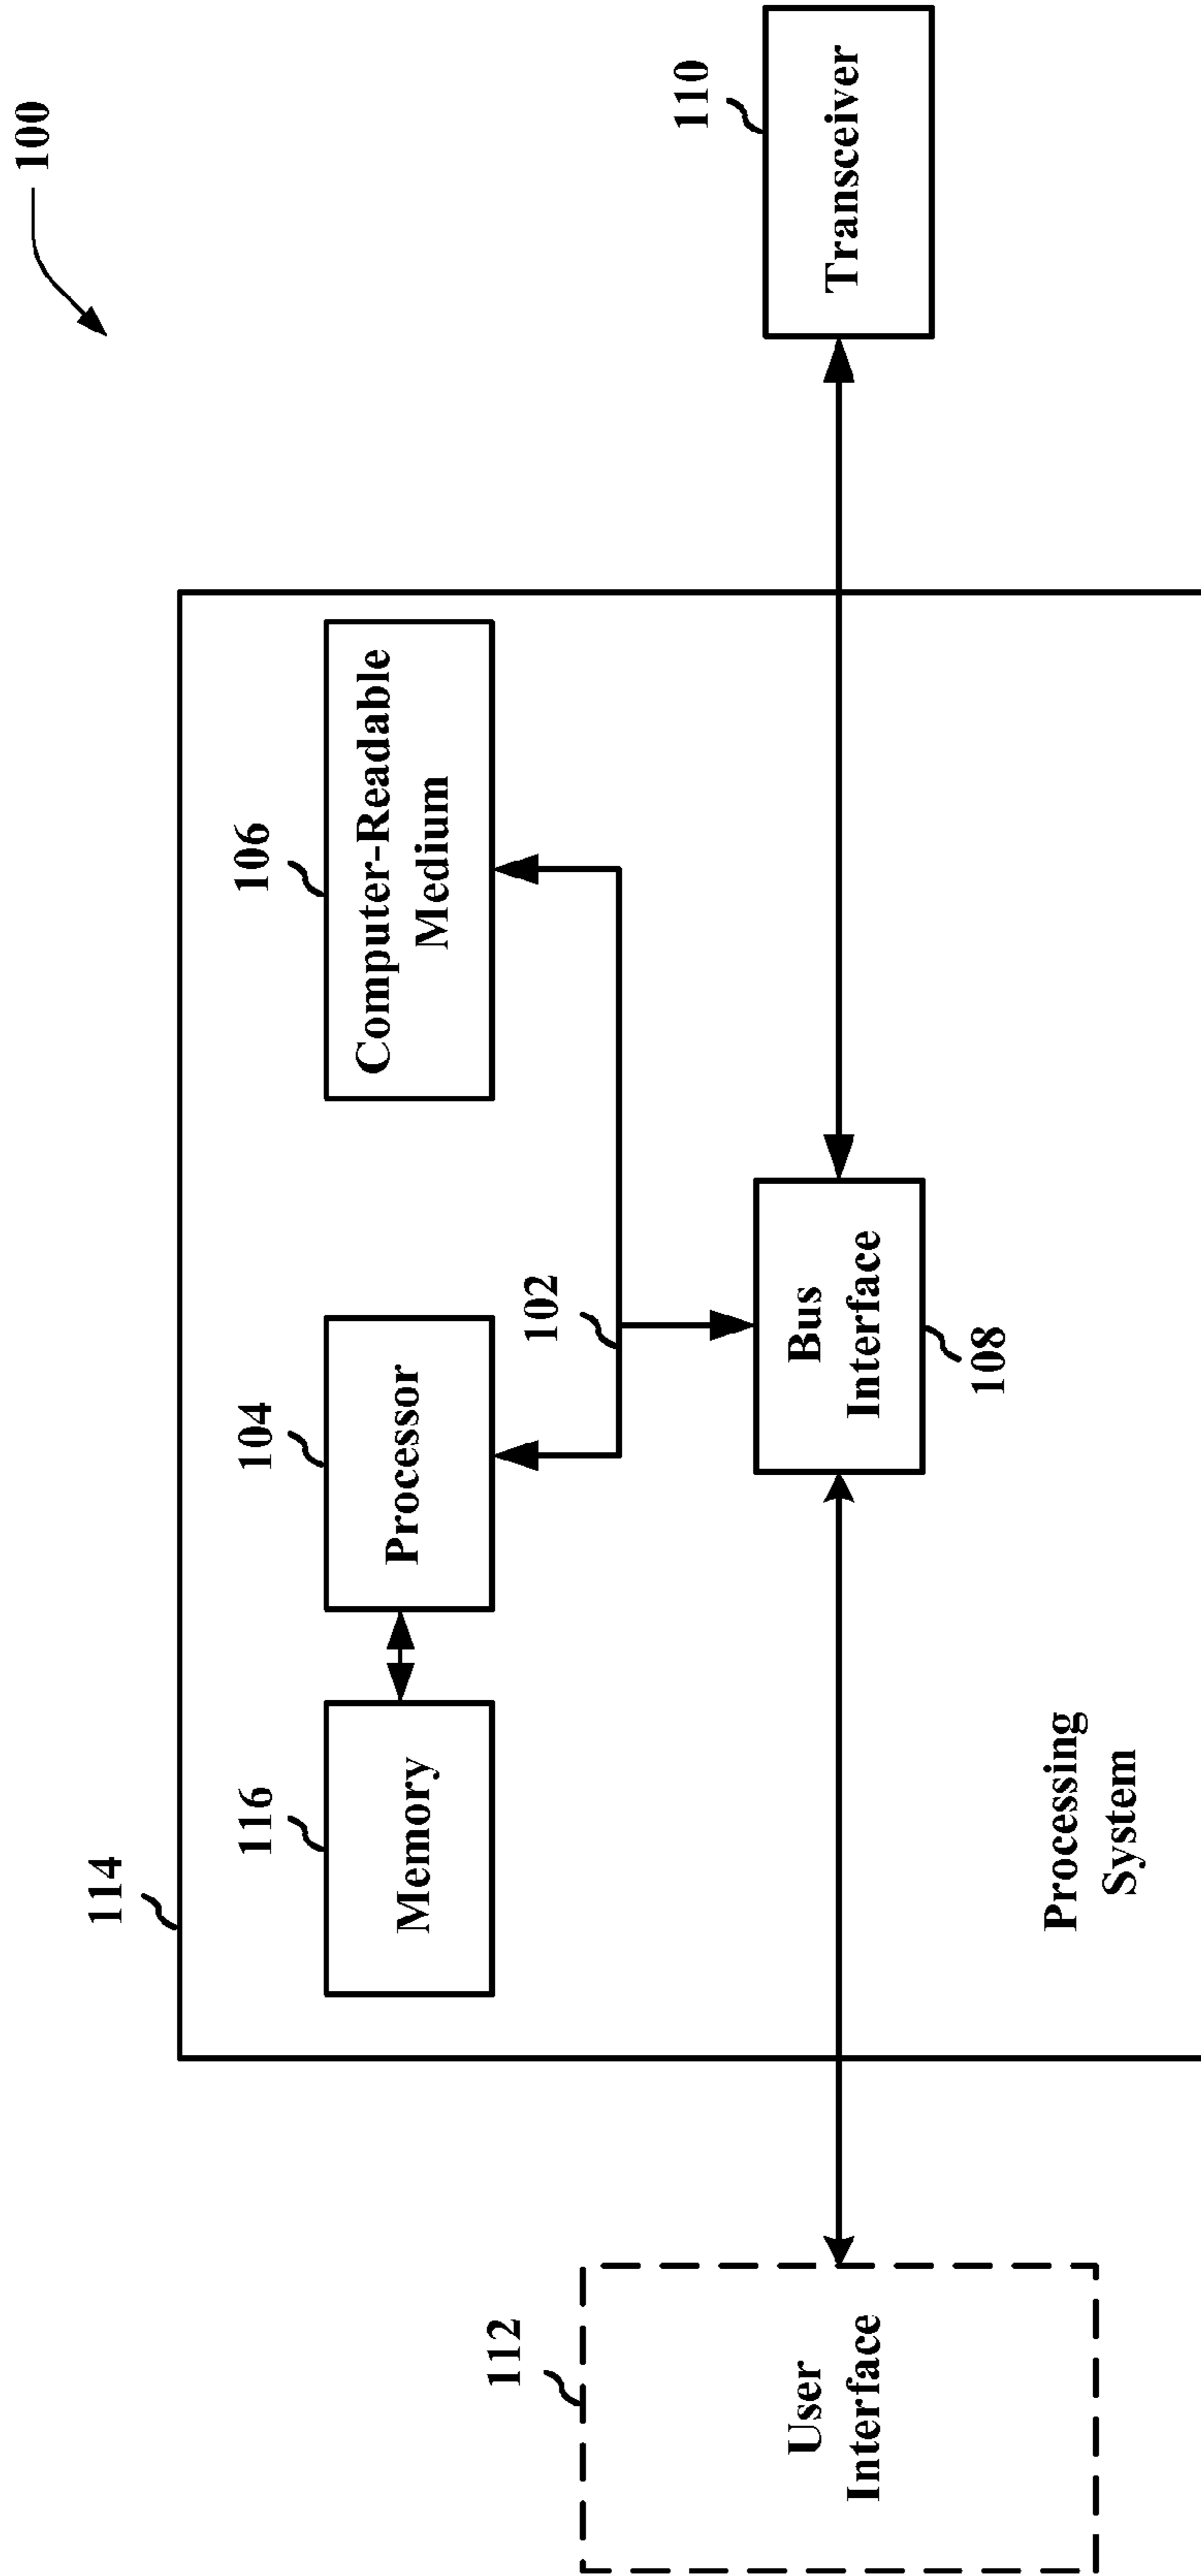 100
114
116
Memory
104
Processor
106
Computer-Readable
Medium
102
110
Transceiver
112
User
Interface
Bus
Interface
108
Processing
System